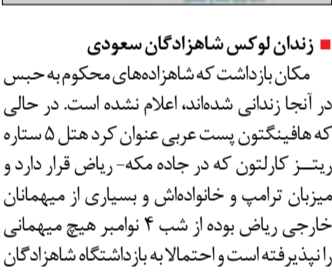 زندان لوکس شاهزادگان سعودی
مکان بازداشت که شاهزاده‌های محکوم به حبس
در آنجا زندانی شده‌اند، اعلام نشده است. در حالی
که هافینگتون پست عربی عنوان کرد هتل ۵ ستاره
ریتــز کارلتون که در جاده مکه- ریاض قرار دارد و
میزبان ترامپ و خانواده‌اش و بسیاری از میهمانان
خارجی ریاض بوده از شب ۴ نوامبر هیچ میهمانی
را نپذیرفته است و احتمالا به بازداشتگاه شاهزادگان